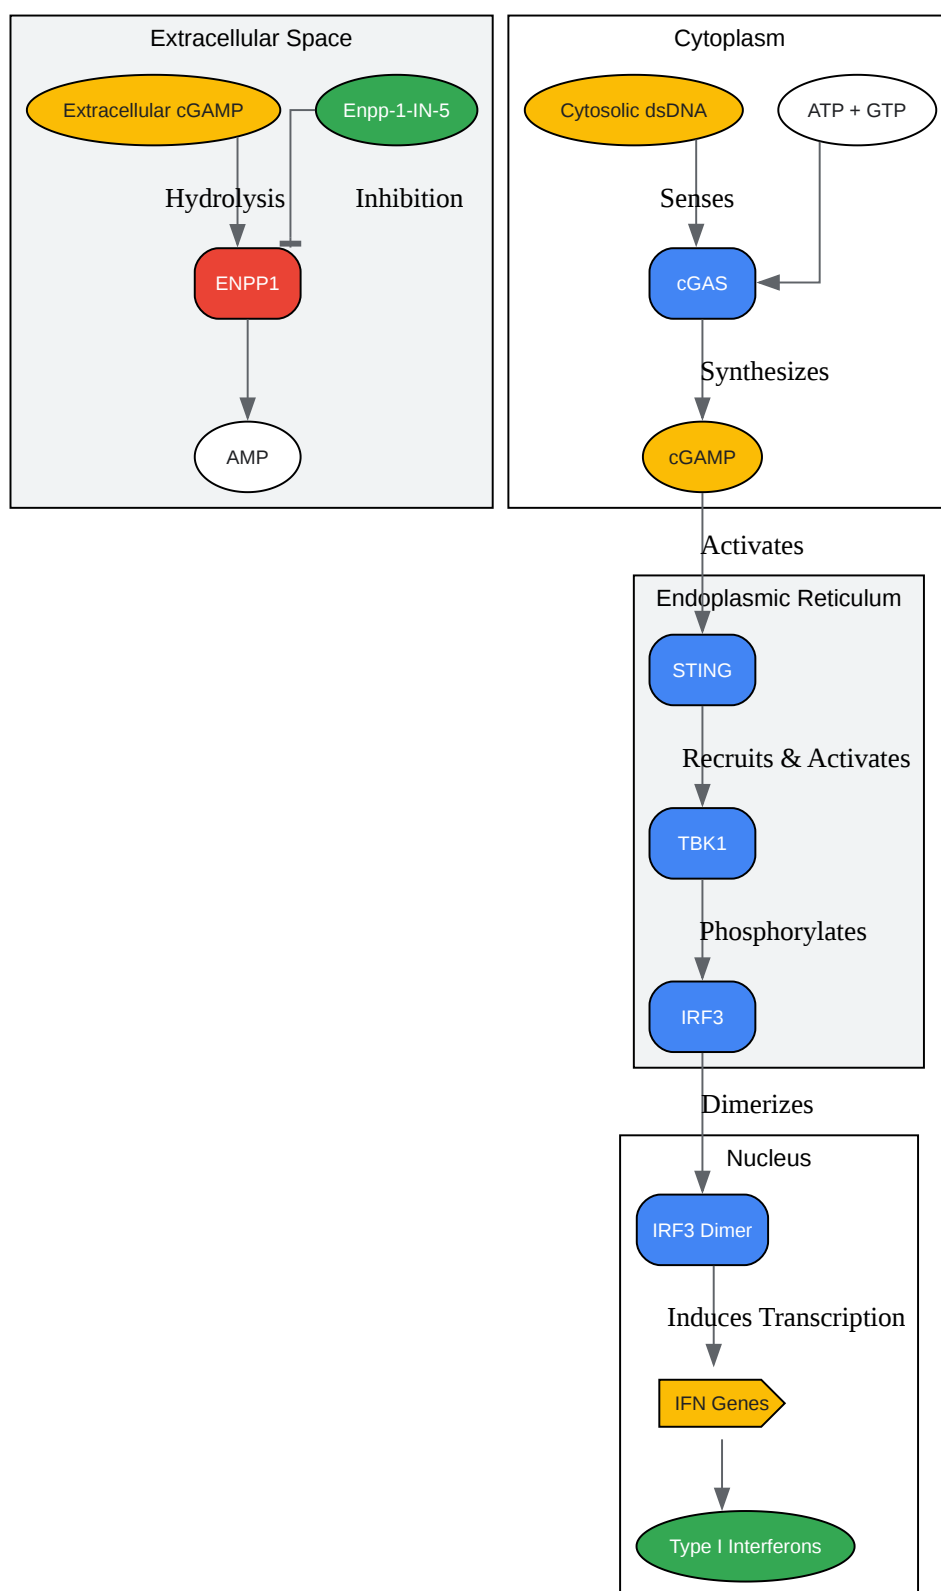 Extracellular Space
Extracellular cGAMP
Enpp-1-IN-5
Hydrolysis
Inhibition
ENPP1
AMP
Cytoplasm
Cytosolic dsDNA
ATP + GTP
Senses
cGAS
Synthesizes
cGAMP
Activates
Endoplasmic Reticulum
STING
Recruits & Activates
TBK1
Phosphorylates
IRF3
Dimerizes
Nucleus
IRF3 Dimer
Induces Transcription
IFN Genes
Type I Interferons